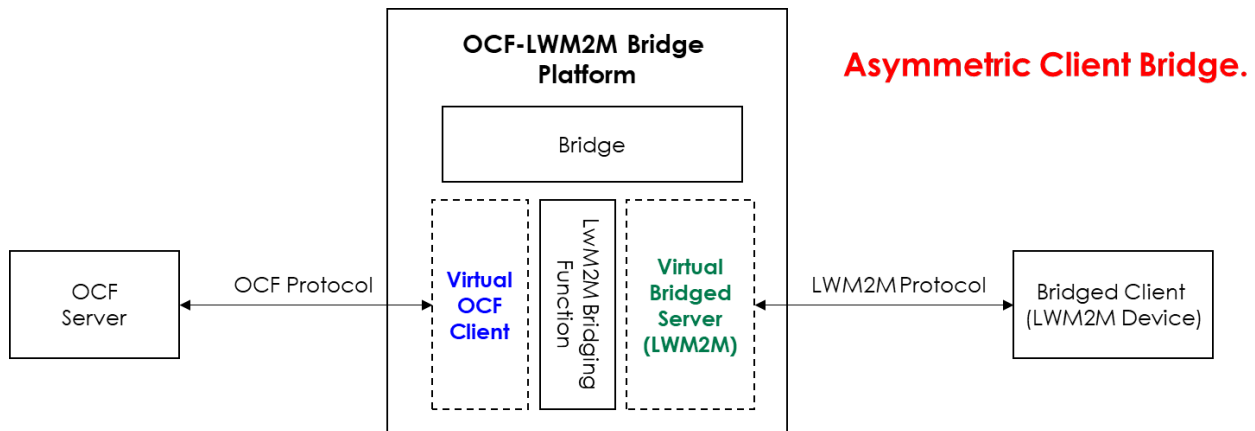 OCF-LWM2M Bridge
Platform
Asymmetric Client Bridge.
Bridge
OCF
Server
OCF Protocol
Virtual
OCF
Client
LwM2M Bridging
Function
Virtual
Bridged
Server
(LWM2M)
LWM2M Protocol
Bridged Client
(LWM2M Device)